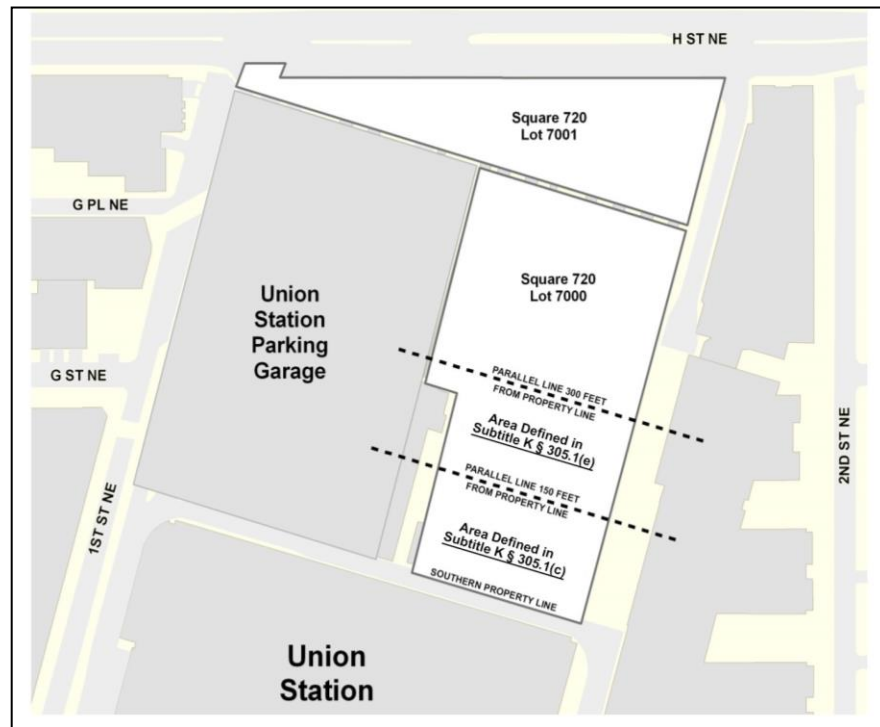 H ST NE
Square 720
Lot 7001
G PL NE
Square 720
Lot 7000
Union
Station
Parking
Garage
G ST NE
PARALLEL LINE 300 FEET
FROM PROPERTY LINE
Area Defined in
Subtitle K § 305.1(e)
PARALLEL LINE 150 FEET
FROM PROPERTY LINE
2ND ST NE
1ST ST NE
Area Defined in
Subtitle K § 305.1(c)
SOUTHERN PROPERTY LINE
Union
Station